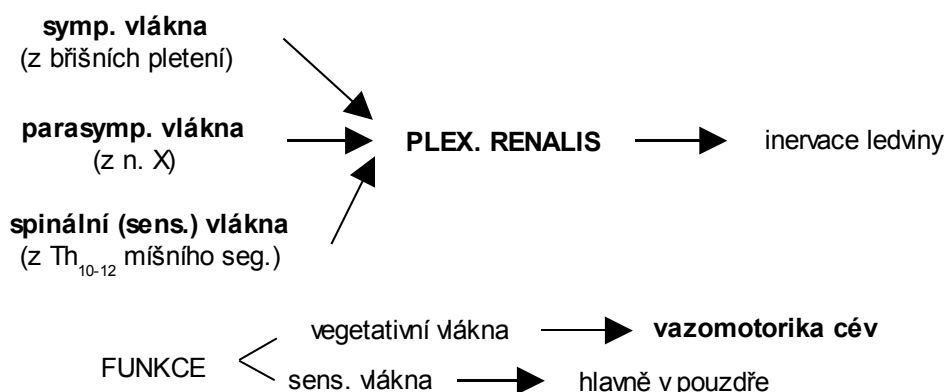 symp. vlákna
(z břišních pletení)
parasymp. vlákna
(z n. X)
PLEX. RENALIS
inervace ledviny
spinální (sens.) vlákna
(z Th10-12 míšního seg.)
FUNKCE
vegetativní vlákna
vazomotorika cév
sens. vlákna
hlavně v pouzdře